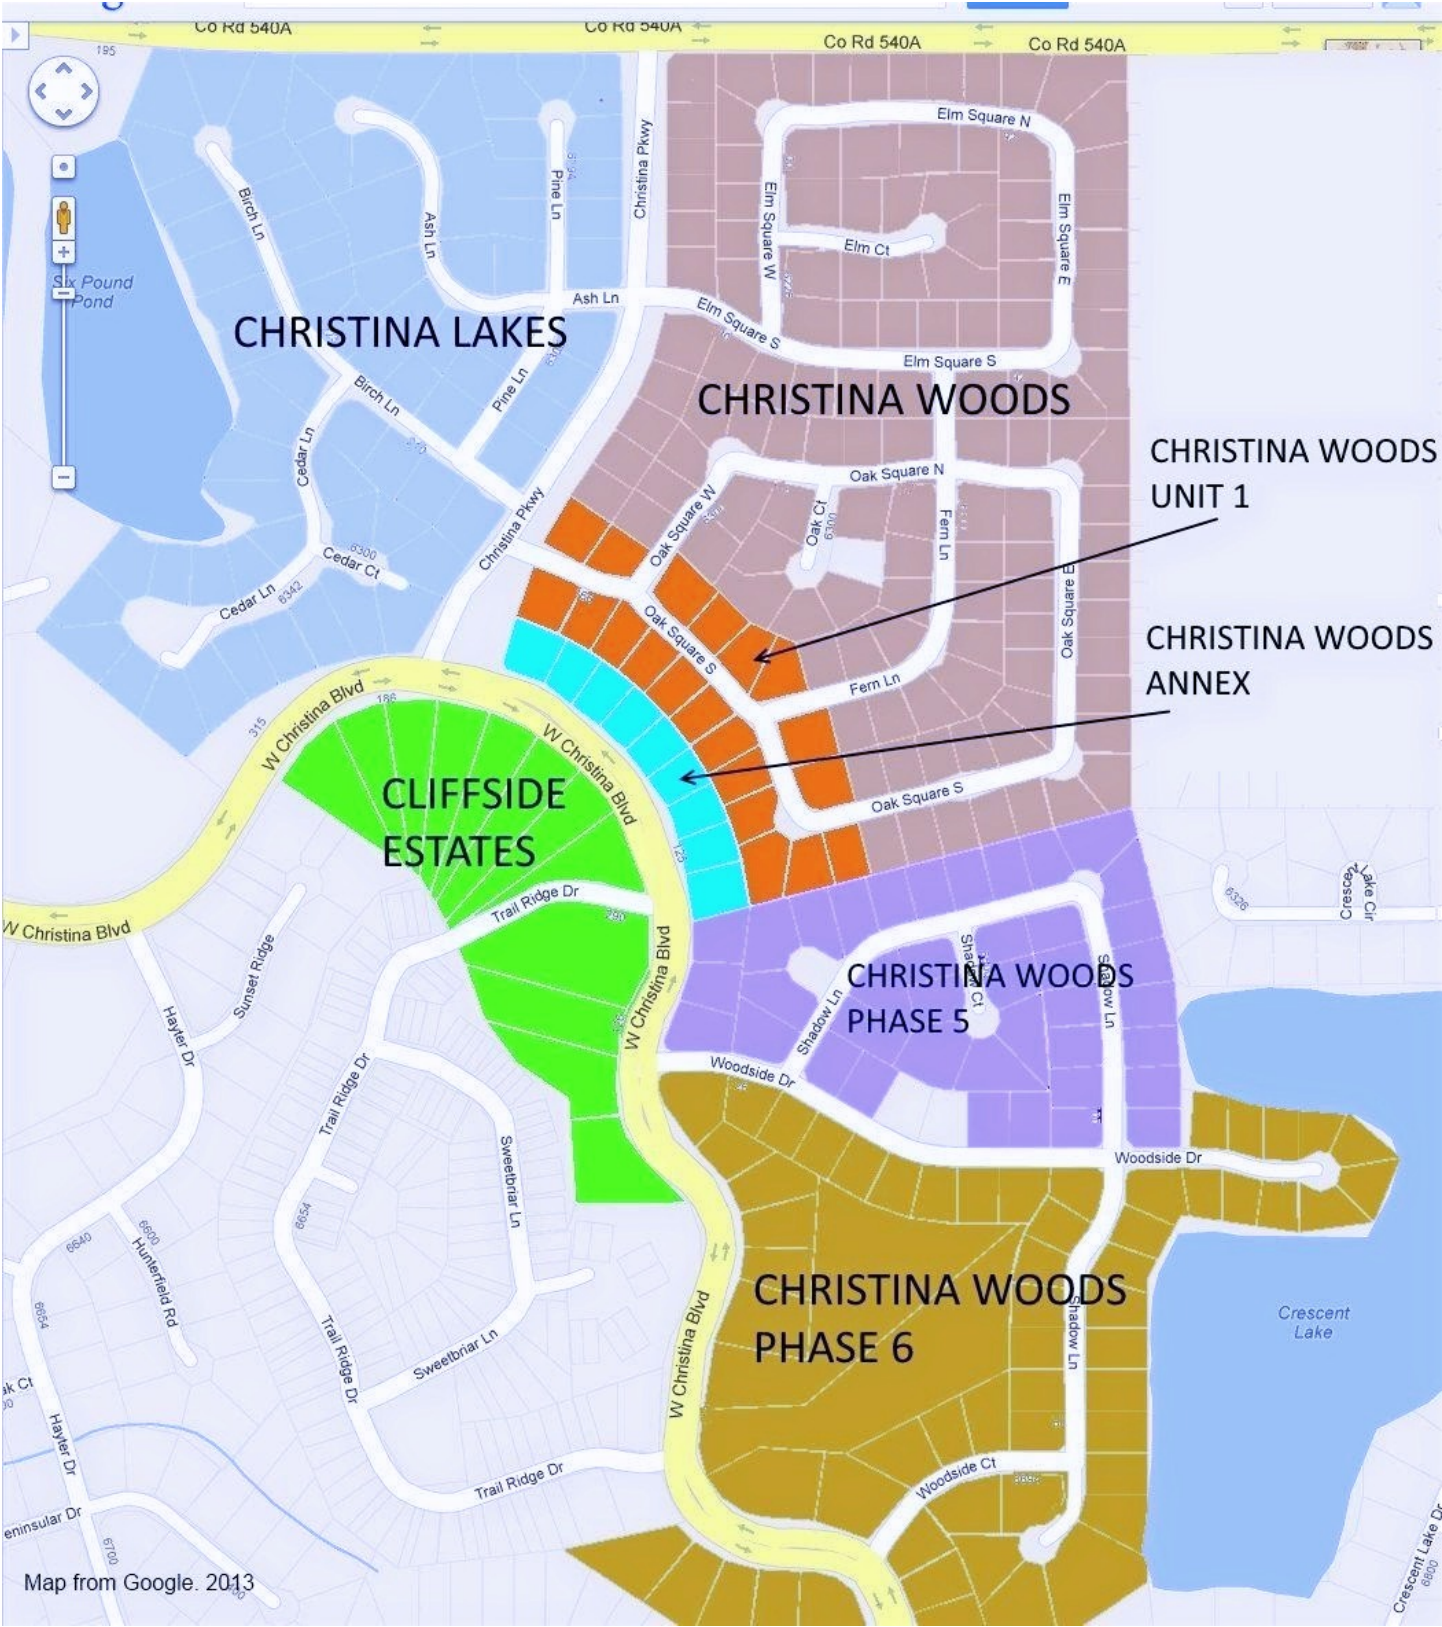 Co Rd 540A
Co Rd 540A
Co Rd 540A
Co Rd 540A
195
Elm Square N
Christina Pkwy
Pine Ln
Birch Ln
Ash Ln
Elm Square W
Elm Square E
Elm Ct
Six Pound
Pond
Ash Ln
Elm Square S
CHRISTINA LAKES
Elm Square S
Birch Ln
Pine Ln
CHRISTINA WOODS
CHRISTINA WOODS
UNIT 1
Cedar Ln
Oak Square N
Oak Square W
Oak Ct
6300
Fern Ln
Christina Pkwy
6300
Cedar Ct
Cedar Ln
6342
Oak Square S
Oak Square E
CHRISTINA WOODS
ANNEX
Fern Ln
186
315
W Christina Blvd
W Christina Blvd
CLIFFSIDE
ESTATES
Oak Square S
125
Trail Ridge Dr
290
6326
Crescent
Lake Cir
W Christina Blvd
Sunset Ridge
W Christina Blvd
Shadow Ct
Shadow Ln
CHRISTINA WOODS
PHASE 5
Shadow Ln
Hayter Dr
Woodside Dr
Trail Ridge Dr
Sweetbriar Ln
Woodside Dr
6654
6600
6640
Hunterfield Rd
CHRISTINA WOODS
PHASE 6
Shadow Ln
Crescent
Lake
6654
Trail Ridge Dr
Sweetbriar Ln
W Christina Blvd
ak Ct
Hayter Dr
Woodside Ct
Trail Ridge Dr
eninsular Dr
6700
Crescent Lake Dr
6800
Map from Google. 2013